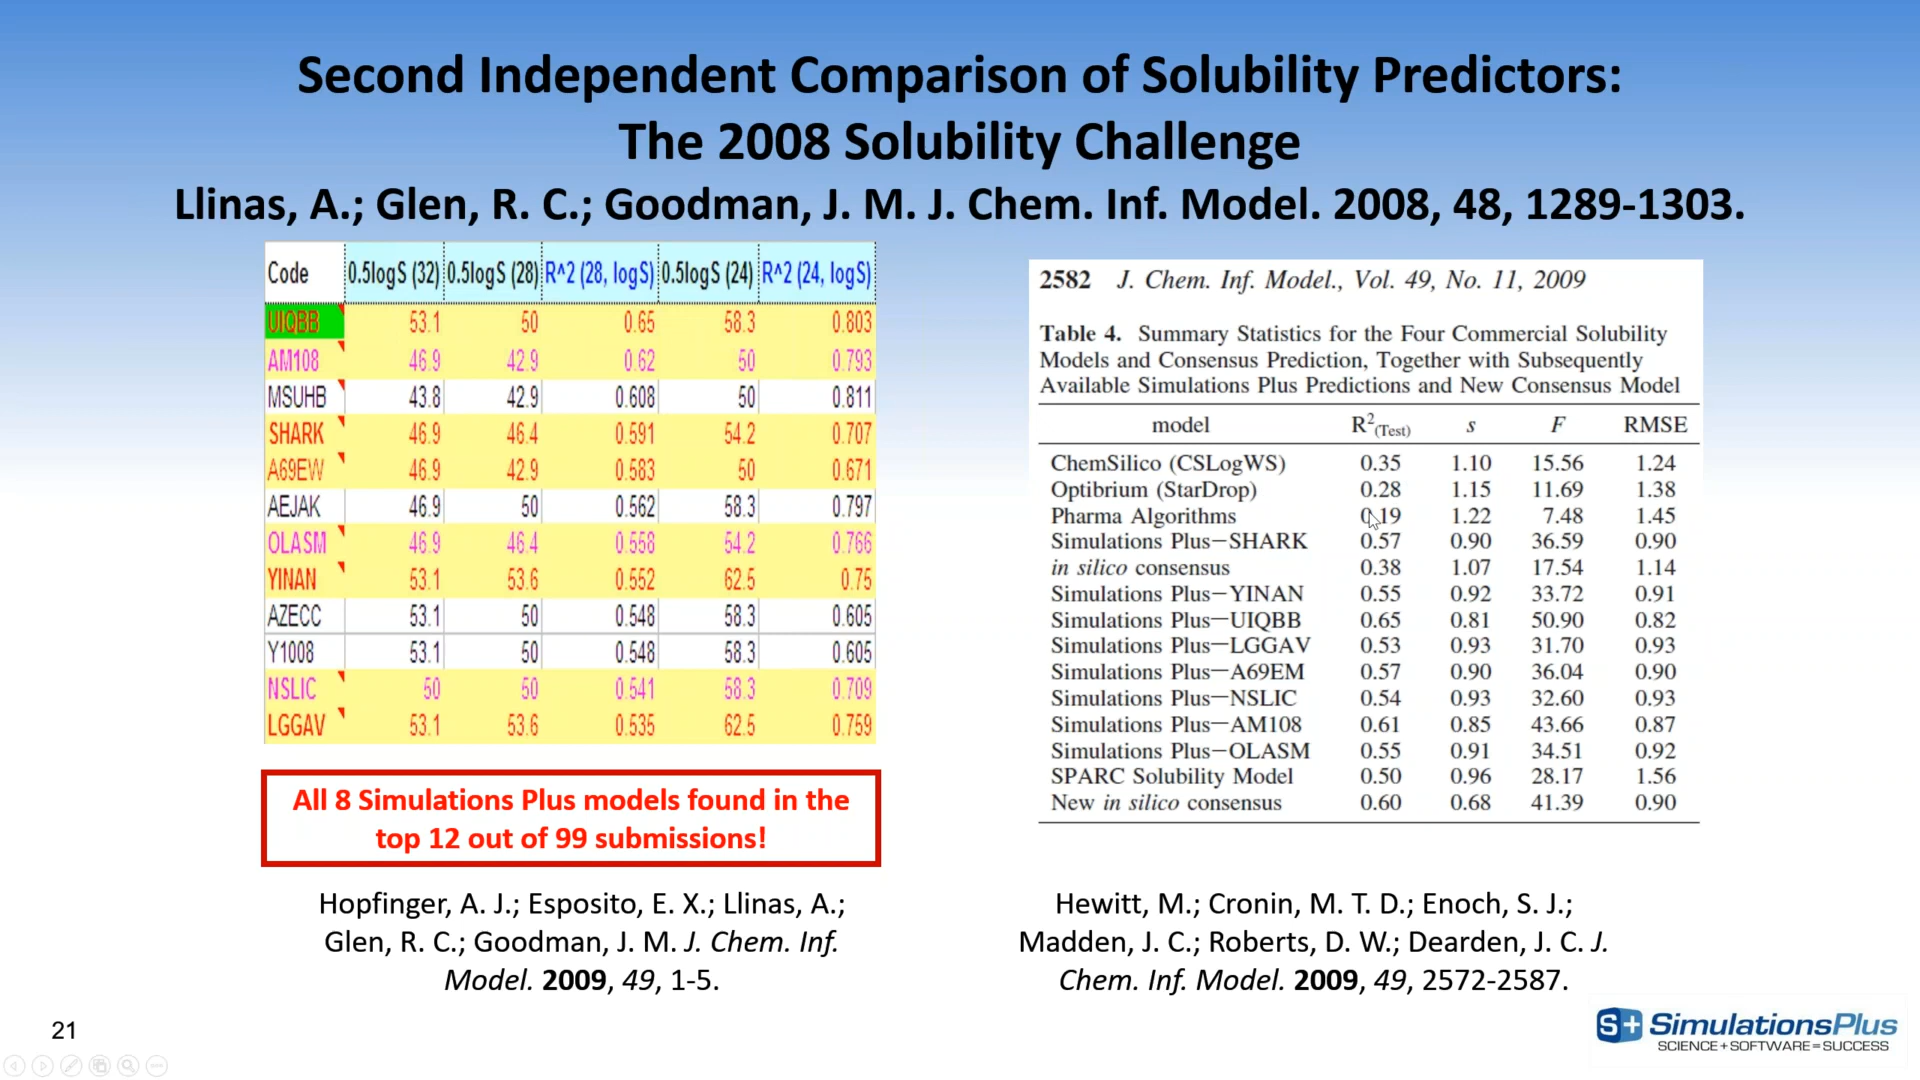 Second Independent Comparison of Solubility Predictors:
The 2008 Solubility Challenge
Llinas, A.; Glen, R. C.; Goodman, J. M. J. Chem. Inf. Model. 2008, 48, 1289-1303.
Code 0.5logS (32) 0.5logS (28) R^2 (28, logS) 0.5logS (24) R^2 (24, logS)
UIQBB 53.1 50 0.65 58.3 0.803
AM108 46.9 42.9 0.62 50 0.793
MSUHB 43.8 42.9 0.608 50 0.811
SHARK 46.9 46.4 0.591 54.2 0.707
A69EW 46.9 42.9 0.583 50 0.671
AEJAK 46.9 50 0.562 58.3 0.797
OLASM 46.9 46.4 0.558 54.2 0.766
YINAN 53.1 53.6 0.552 62.5 0.75
AZECC 53.1 50 0.548 58.3 0.605
Y1008 53.1 50 0.548 58.3 0.605
NSLIC 50 50 0.541 58.3 0.709
LGGAV 53.1 53.6 0.535 62.5 0.759
All 8 Simulations Plus models found in the
top 12 out of 99 submissions!
Hopfinger, A. J.; Esposito, E. X.; Llinas, A.;
Glen, R. C.; Goodman, J. M. J. Chem. Inf.
Model. 2009, 49, 1-5.
2582 J. Chem. Inf. Model., Vol. 49, No. 11, 2009
Table 4. Summary Statistics for the Four Commercial Solubility
Models and Consensus Prediction, Together with Subsequently
Available Simulations Plus Predictions and New Consensus Model
model R²(Test) s F RMSE
ChemSilico (CSLogWS) 0.35 1.10 15.56 1.24
Optibrium (StarDrop) 0.28 1.15 11.69 1.38
Pharma Algorithms 0.19 1.22 7.48 1.45
Simulations Plus−SHARK 0.57 0.90 36.59 0.90
in silico consensus 0.38 1.07 17.54 1.14
Simulations Plus−YINAN 0.55 0.92 33.72 0.91
Simulations Plus−UIQBB 0.65 0.81 50.90 0.82
Simulations Plus−LGGAV 0.53 0.93 31.70 0.93
Simulations Plus−A69EM 0.57 0.90 36.04 0.90
Simulations Plus−NSLIC 0.54 0.93 32.60 0.93
Simulations Plus−AM108 0.61 0.85 43.66 0.87
Simulations Plus−OLASM 0.55 0.91 34.51 0.92
SPARC Solubility Model 0.50 0.96 28.17 1.56
New in silico consensus 0.60 0.68 41.39 0.90
Hewitt, M.; Cronin, M. T. D.; Enoch, S. J.;
Madden, J. C.; Roberts, D. W.; Dearden, J. C. J.
Chem. Inf. Model. 2009, 49, 2572-2587.
21
S+ SimulationsPlus
SCIENCE+SOFTWARE=SUCCESS